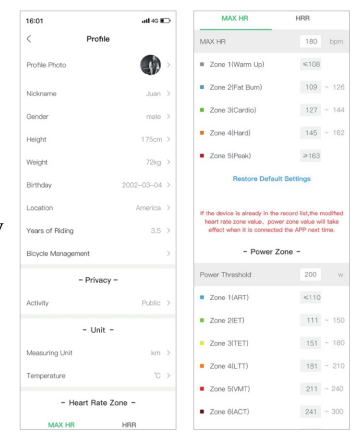 16:01
4G
Profile
Profile Photo
Nickname Juan
Gender male
Height 175cm
Weight 72kg
Birthday 2002-03-04
Location America
Years of Riding 3.5
Bicycle Management
- Privacy -
Activity Public
- Unit -
Measuring Unit km
Temperature ℃
- Heart Rate Zone -
MAX HR HRR
y
MAX HR HRR
MAX HR 180 bpm
Zone 1(Warm Up) ≤108
Zone 2(Fat Burn) 109 ~ 126
Zone 3(Cardio) 127 ~ 144
Zone 4(Hard) 145 ~ 162
Zone 5(Peak) ≥163
Restore Default Settings
If the device is already in the record list,the modified
heart rate zone value, power zone value will take
effect when it is connected the APP next time.
- Power Zone -
Power Threshold 200 w
Zone 1(ART) ≤110
Zone 2(ET) 111 ~ 150
Zone 3(TET) 151 ~ 180
Zone 4(LTT) 181 ~ 210
Zone 5(VMT) 211 ~ 240
Zone 6(ACT) 241 ~ 300